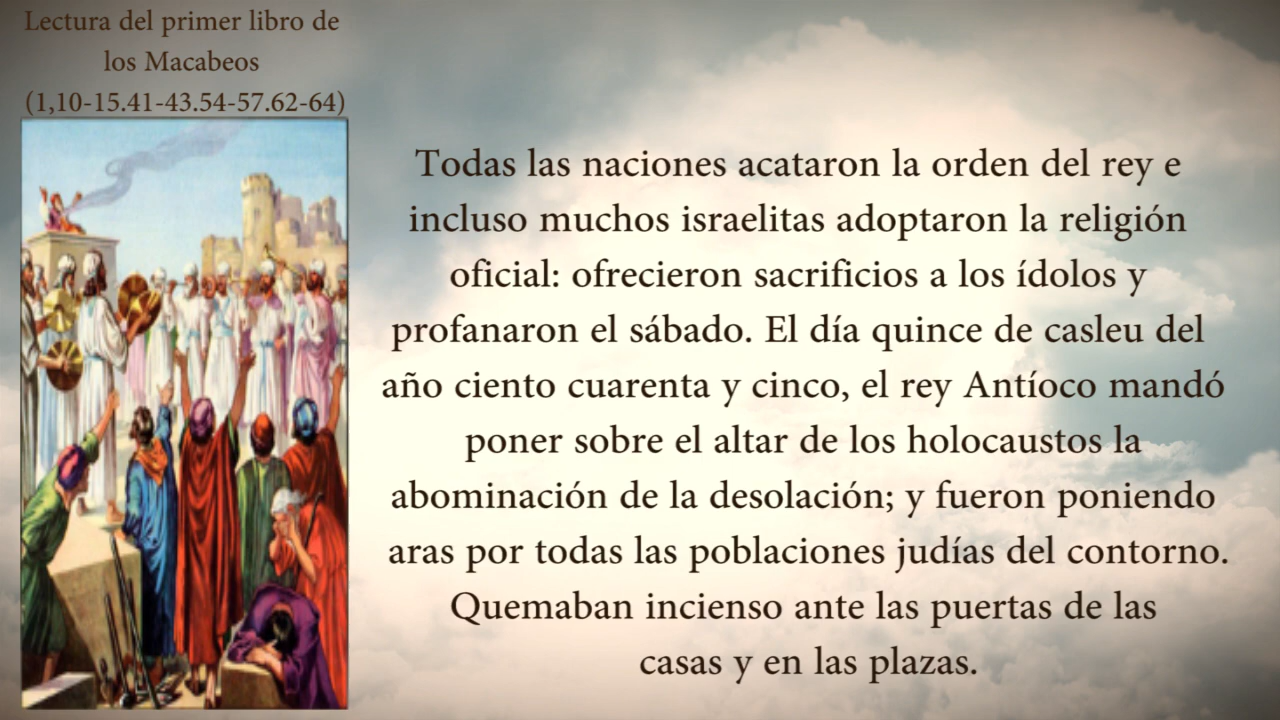 Lectura del primer libro de
los Macabeos
(1,10-15.41-43.54-57.62-64)
Todas las naciones acataron la orden del rey e
incluso muchos israelitas adoptaron la religión
oficial: ofrecieron sacrificios a los ídolos y
profanaron el sábado. El día quince de casleu del
año ciento cuarenta y cinco, el rey Antíoco mandó
poner sobre el altar de los holocaustos la
abominación de la desolación; y fueron poniendo
aras por todas las poblaciones judías del contorno.
Quemaban incienso ante las puertas de las
casas y en las plazas.